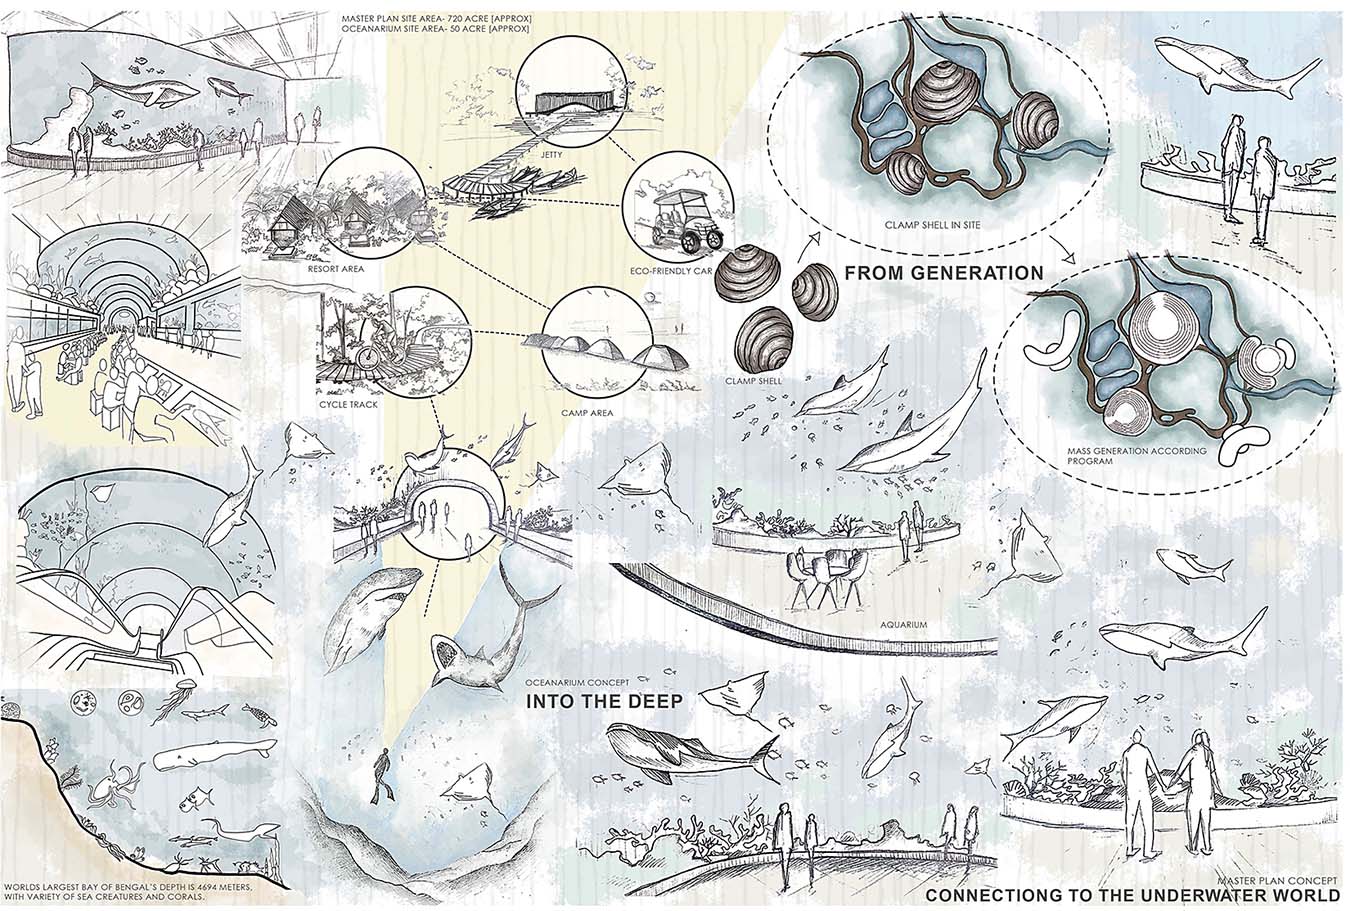 MASTER PLAN SITE AREA- 720 ACRE [APPROX]
OCEANARIUM SITE AREA- 50 ACRE [APPROX]
JETTY
RESORT AREA
ECO-FRIENDLY CAR
CYCLE TRACK
CAMP AREA
CLAMP SHELL IN SITE
FROM GENERATION
CLAMP SHELL
MASS GENERATION ACCORDING
PROGRAM
AQUARIUM
OCEANARIUM CONCEPT
INTO THE DEEP
WORLDS LARGEST BAY OF BENGAL'S DEPTH IS 4694 METERS,
WITH VARIETY OF SEA CREATURES AND CORALS.
MASTER PLAN CONCEPT
CONNECTIONG TO THE UNDERWATER WORLD